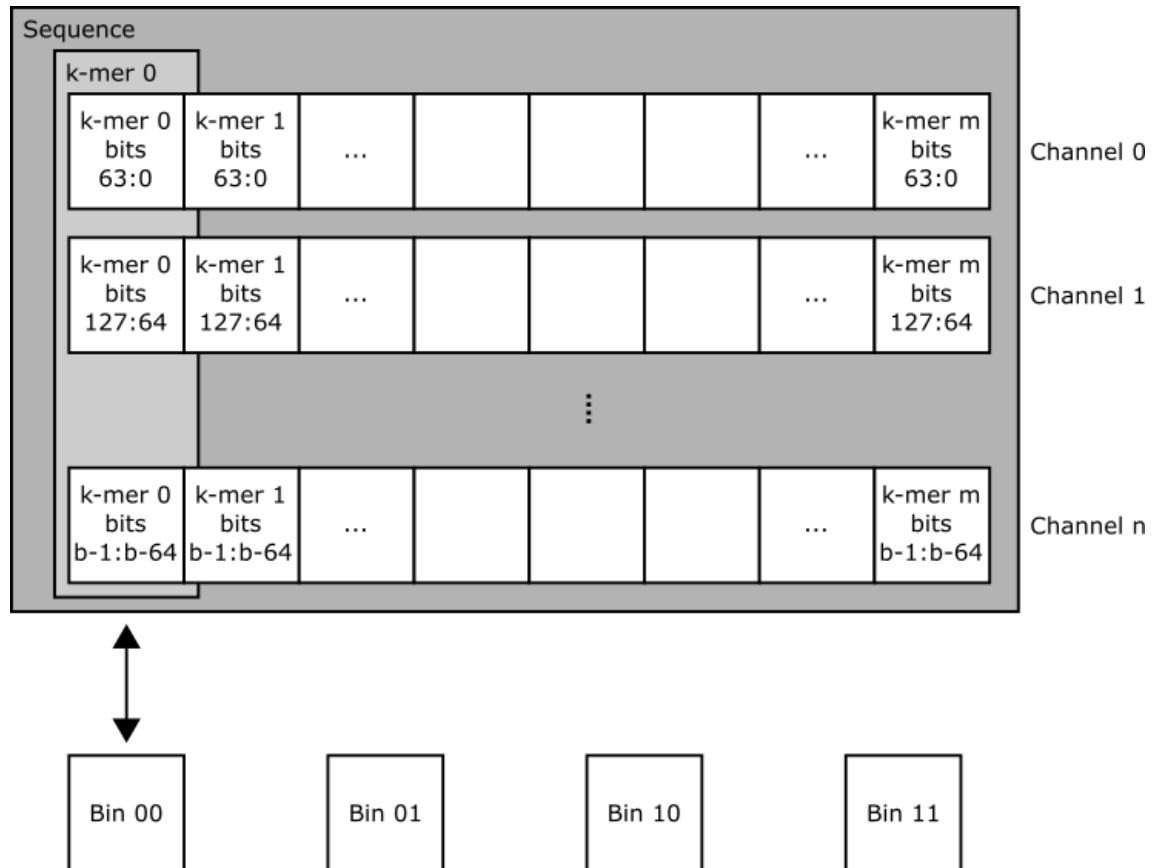 Sequence
k-mer 0
k-mer 0 k-mer 1 k-mer m
bits bits ... ... bits Channel 0
63:0 63:0 63:0
k-mer 0 k-mer 1 k-mer m
bits bits ... ... bits Channel 1
127:64 127:64 127:64
k-mer 0 k-mer 1 k-mer m
bits bits ... ... bits Channel n
b-1:b-64 b-1:b-64 b-1:b-64
Bin 00 Bin 01 Bin 10 Bin 11